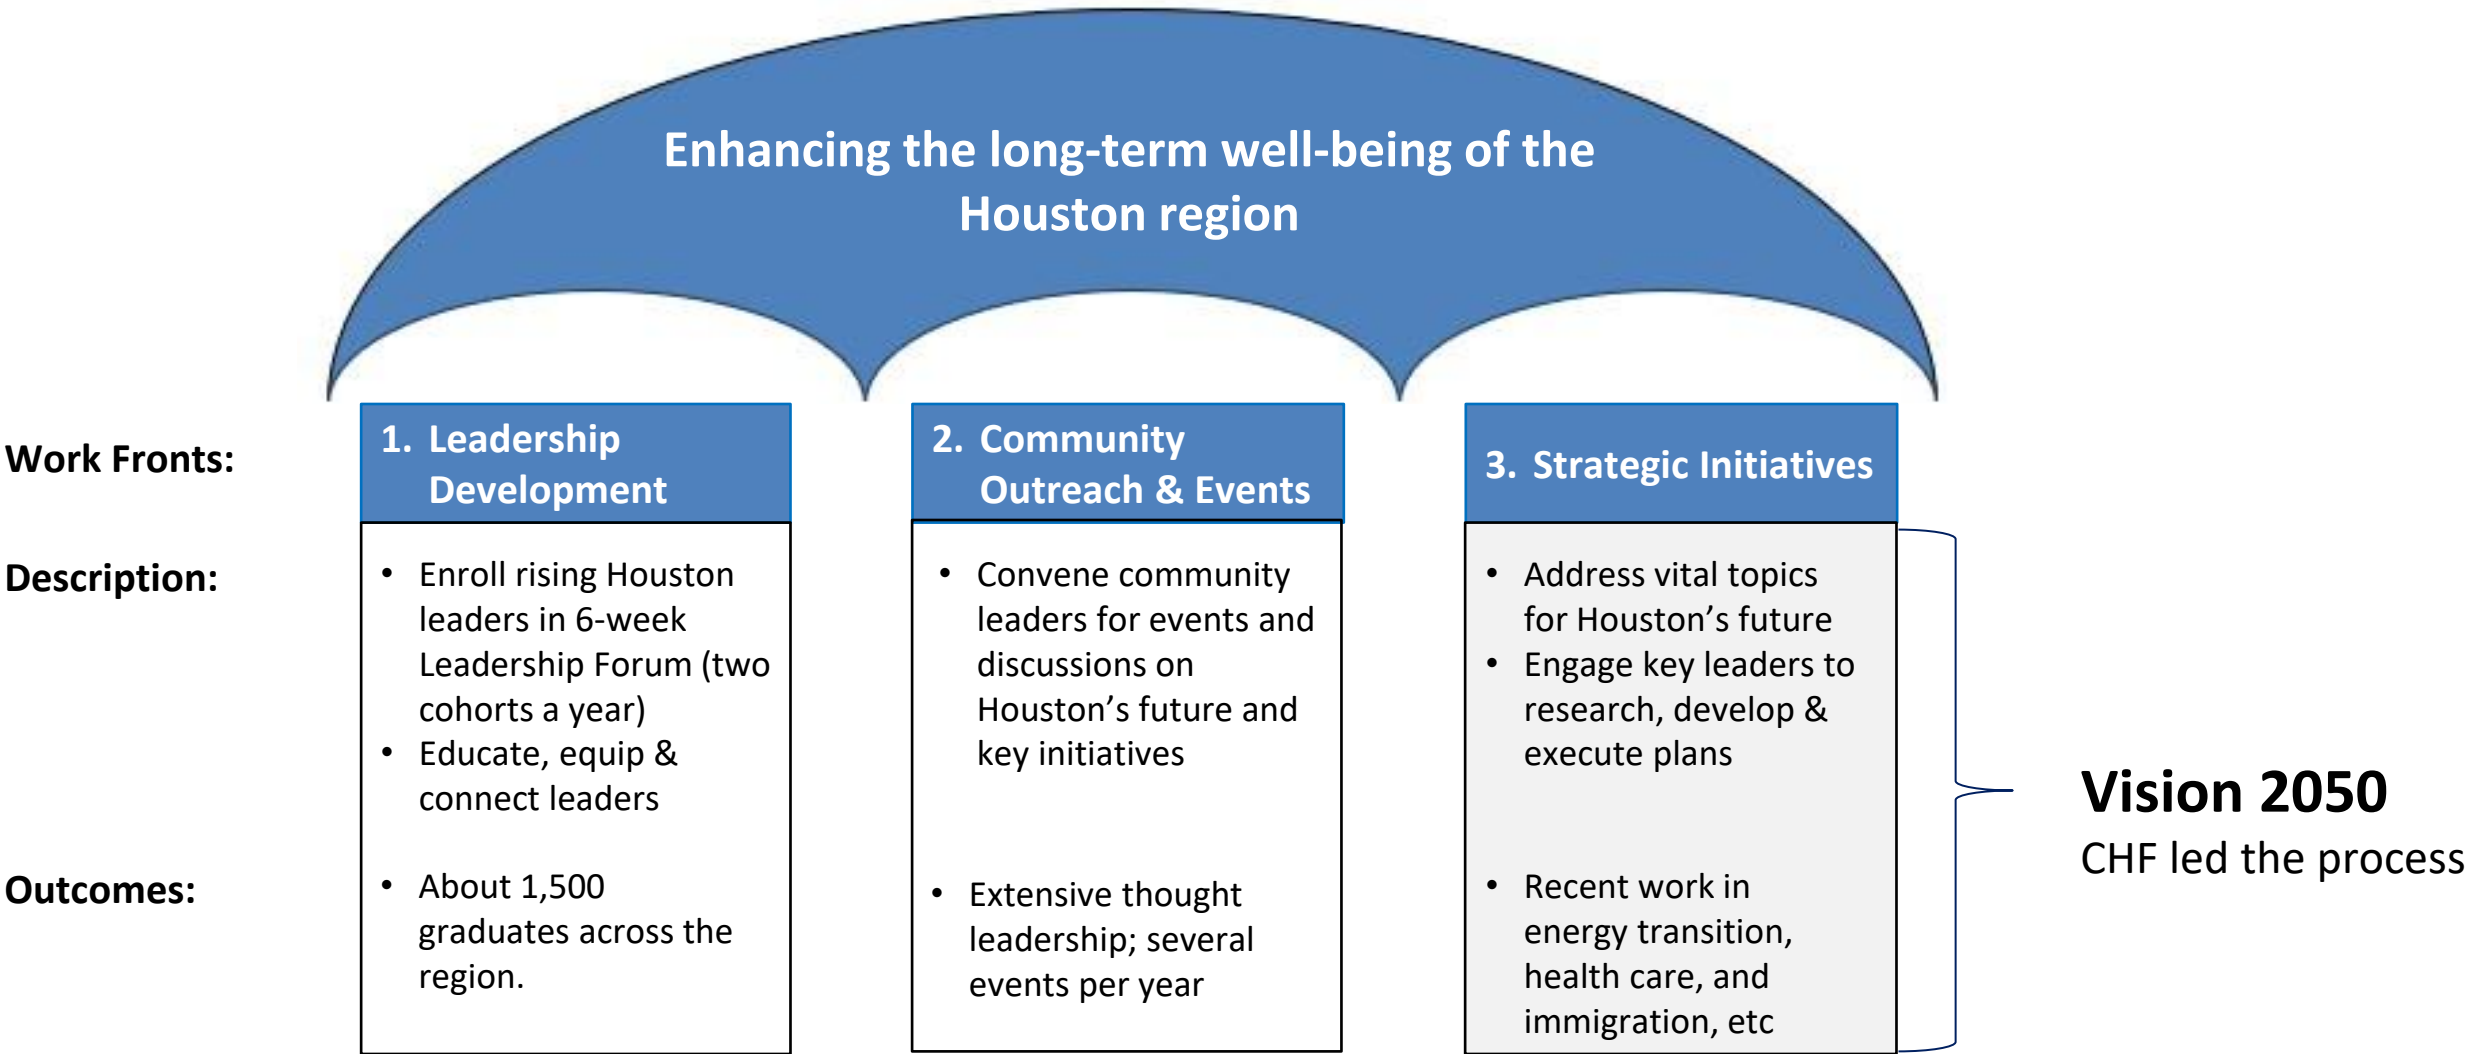 Enhancing the long-term well-being of the
Houston region
Work Fronts:
1. Leadership
Development
2. Community
Outreach & Events
3. Strategic Initiatives
Description:
• Enroll rising Houston
leaders in 6-week
Leadership Forum (two
cohorts a year)
• Educate, equip &
connect leaders
• Convene community
leaders for events and
discussions on
Houston’s future and
key initiatives
• Address vital topics
for Houston’s future
• Engage key leaders to
research, develop &
execute plans
Outcomes:
• About 1,500
graduates across the
region.
• Extensive thought
leadership; several
events per year
• Recent work in
energy transition,
health care, and
immigration, etc
Vision 2050
CHF led the process